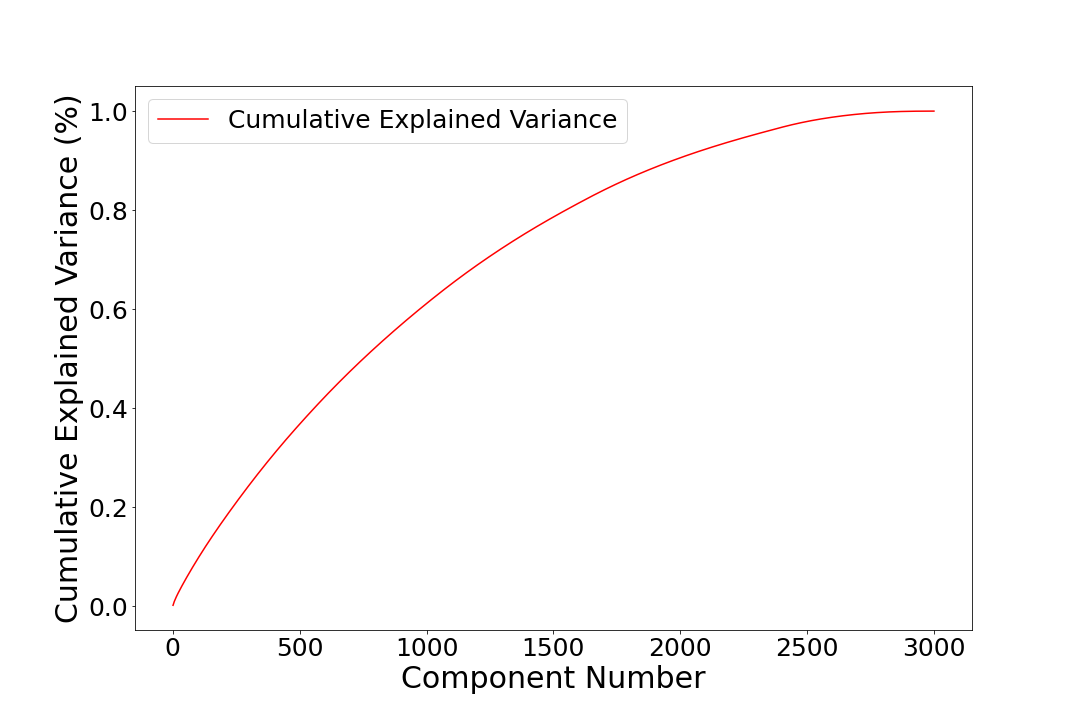 Cumulative Explained Variance
Cumulative Explained Variance (%)
1.0
0.8
0.6
0.4
0.2
0.0
0 500 1000 1500 2000 2500 3000
Component Number